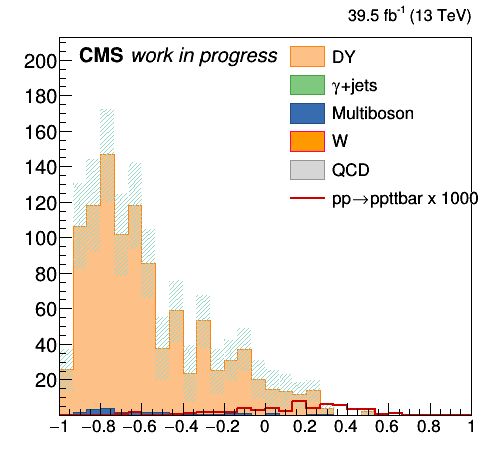 39.5 fb-1 (13 TeV)
CMS work in progress
DY
γ+jets
Multiboson
W
QCD
pp→ppttbar x 1000
200
180
160
140
120
100
80
60
40
20
−1 −0.8 −0.6 −0.4 −0.2 0 0.2 0.4 0.6 0.8 1